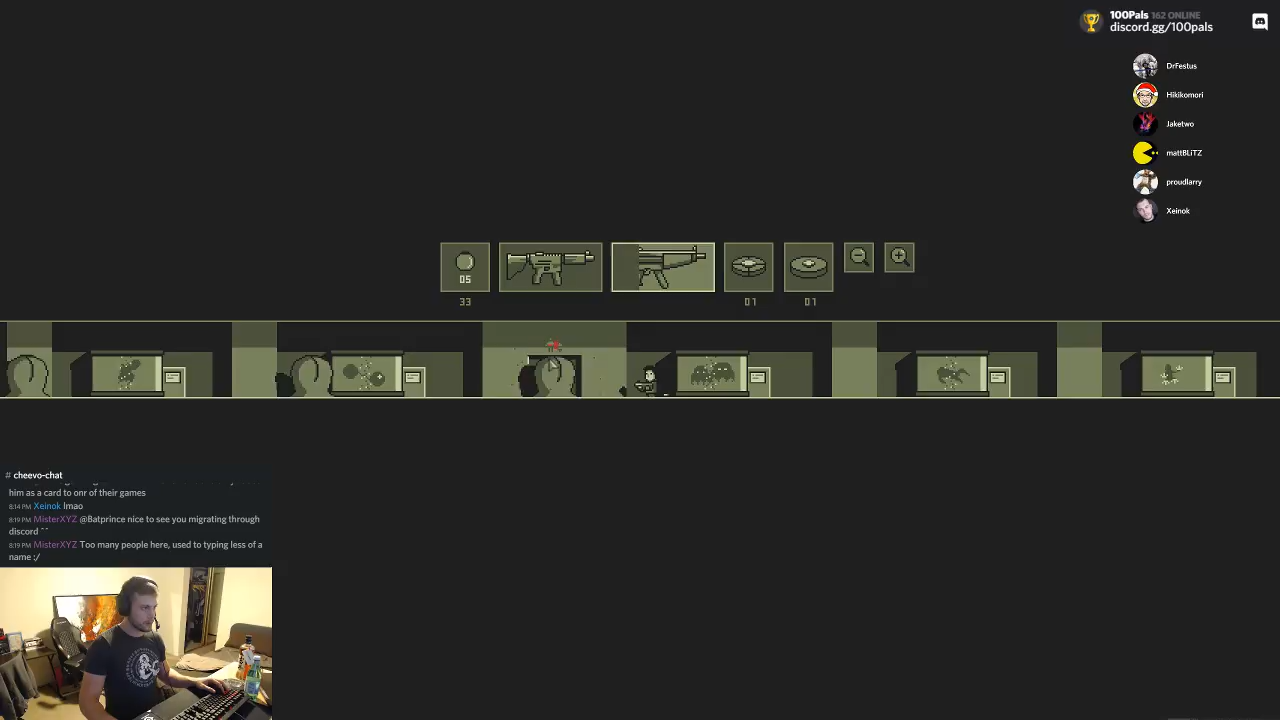 100Pals 162 ONLINE
discord.gg/100pals
DrFestus
Hikikomori
Jaketwo
mattBLiTZ
proudlarry
Xeinok
05
33
01
01
# cheevo-chat
him as a card to onr of their games
8:14 PM Xeinok lmao
8:19 PM MisterXYZ @Batprince nice to see you migrating through
discord ^^
8:19 PM MisterXYZ Too many people here, used to typing less of a
name :/